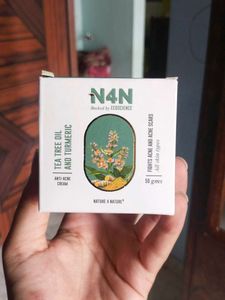 N4N
Backed by ECOSCIENCE
TEA TREE OIL
AND TURMERIC
ANTI ACNE
CREAM
FIGHTS ACNE AND ACNE SCARS
All skin types
50 gms
NATURE 4 NATURE